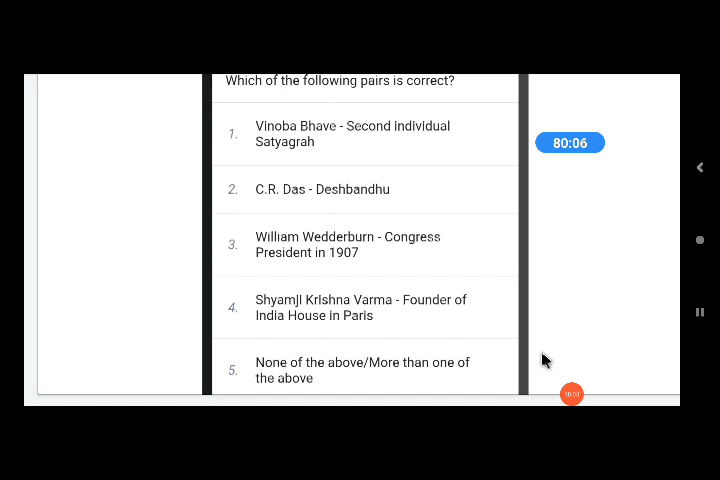 Which of the following pairs is correct?
1. Vinoba Bhave - Second individual
Satyagrah
80:06
2. C.R. Das - Deshbandhu
3. William Wedderburn - Congress
President in 1907
4. Shyamji Krishna Varma - Founder of
India House in Paris
5. None of the above/More than one of
the above